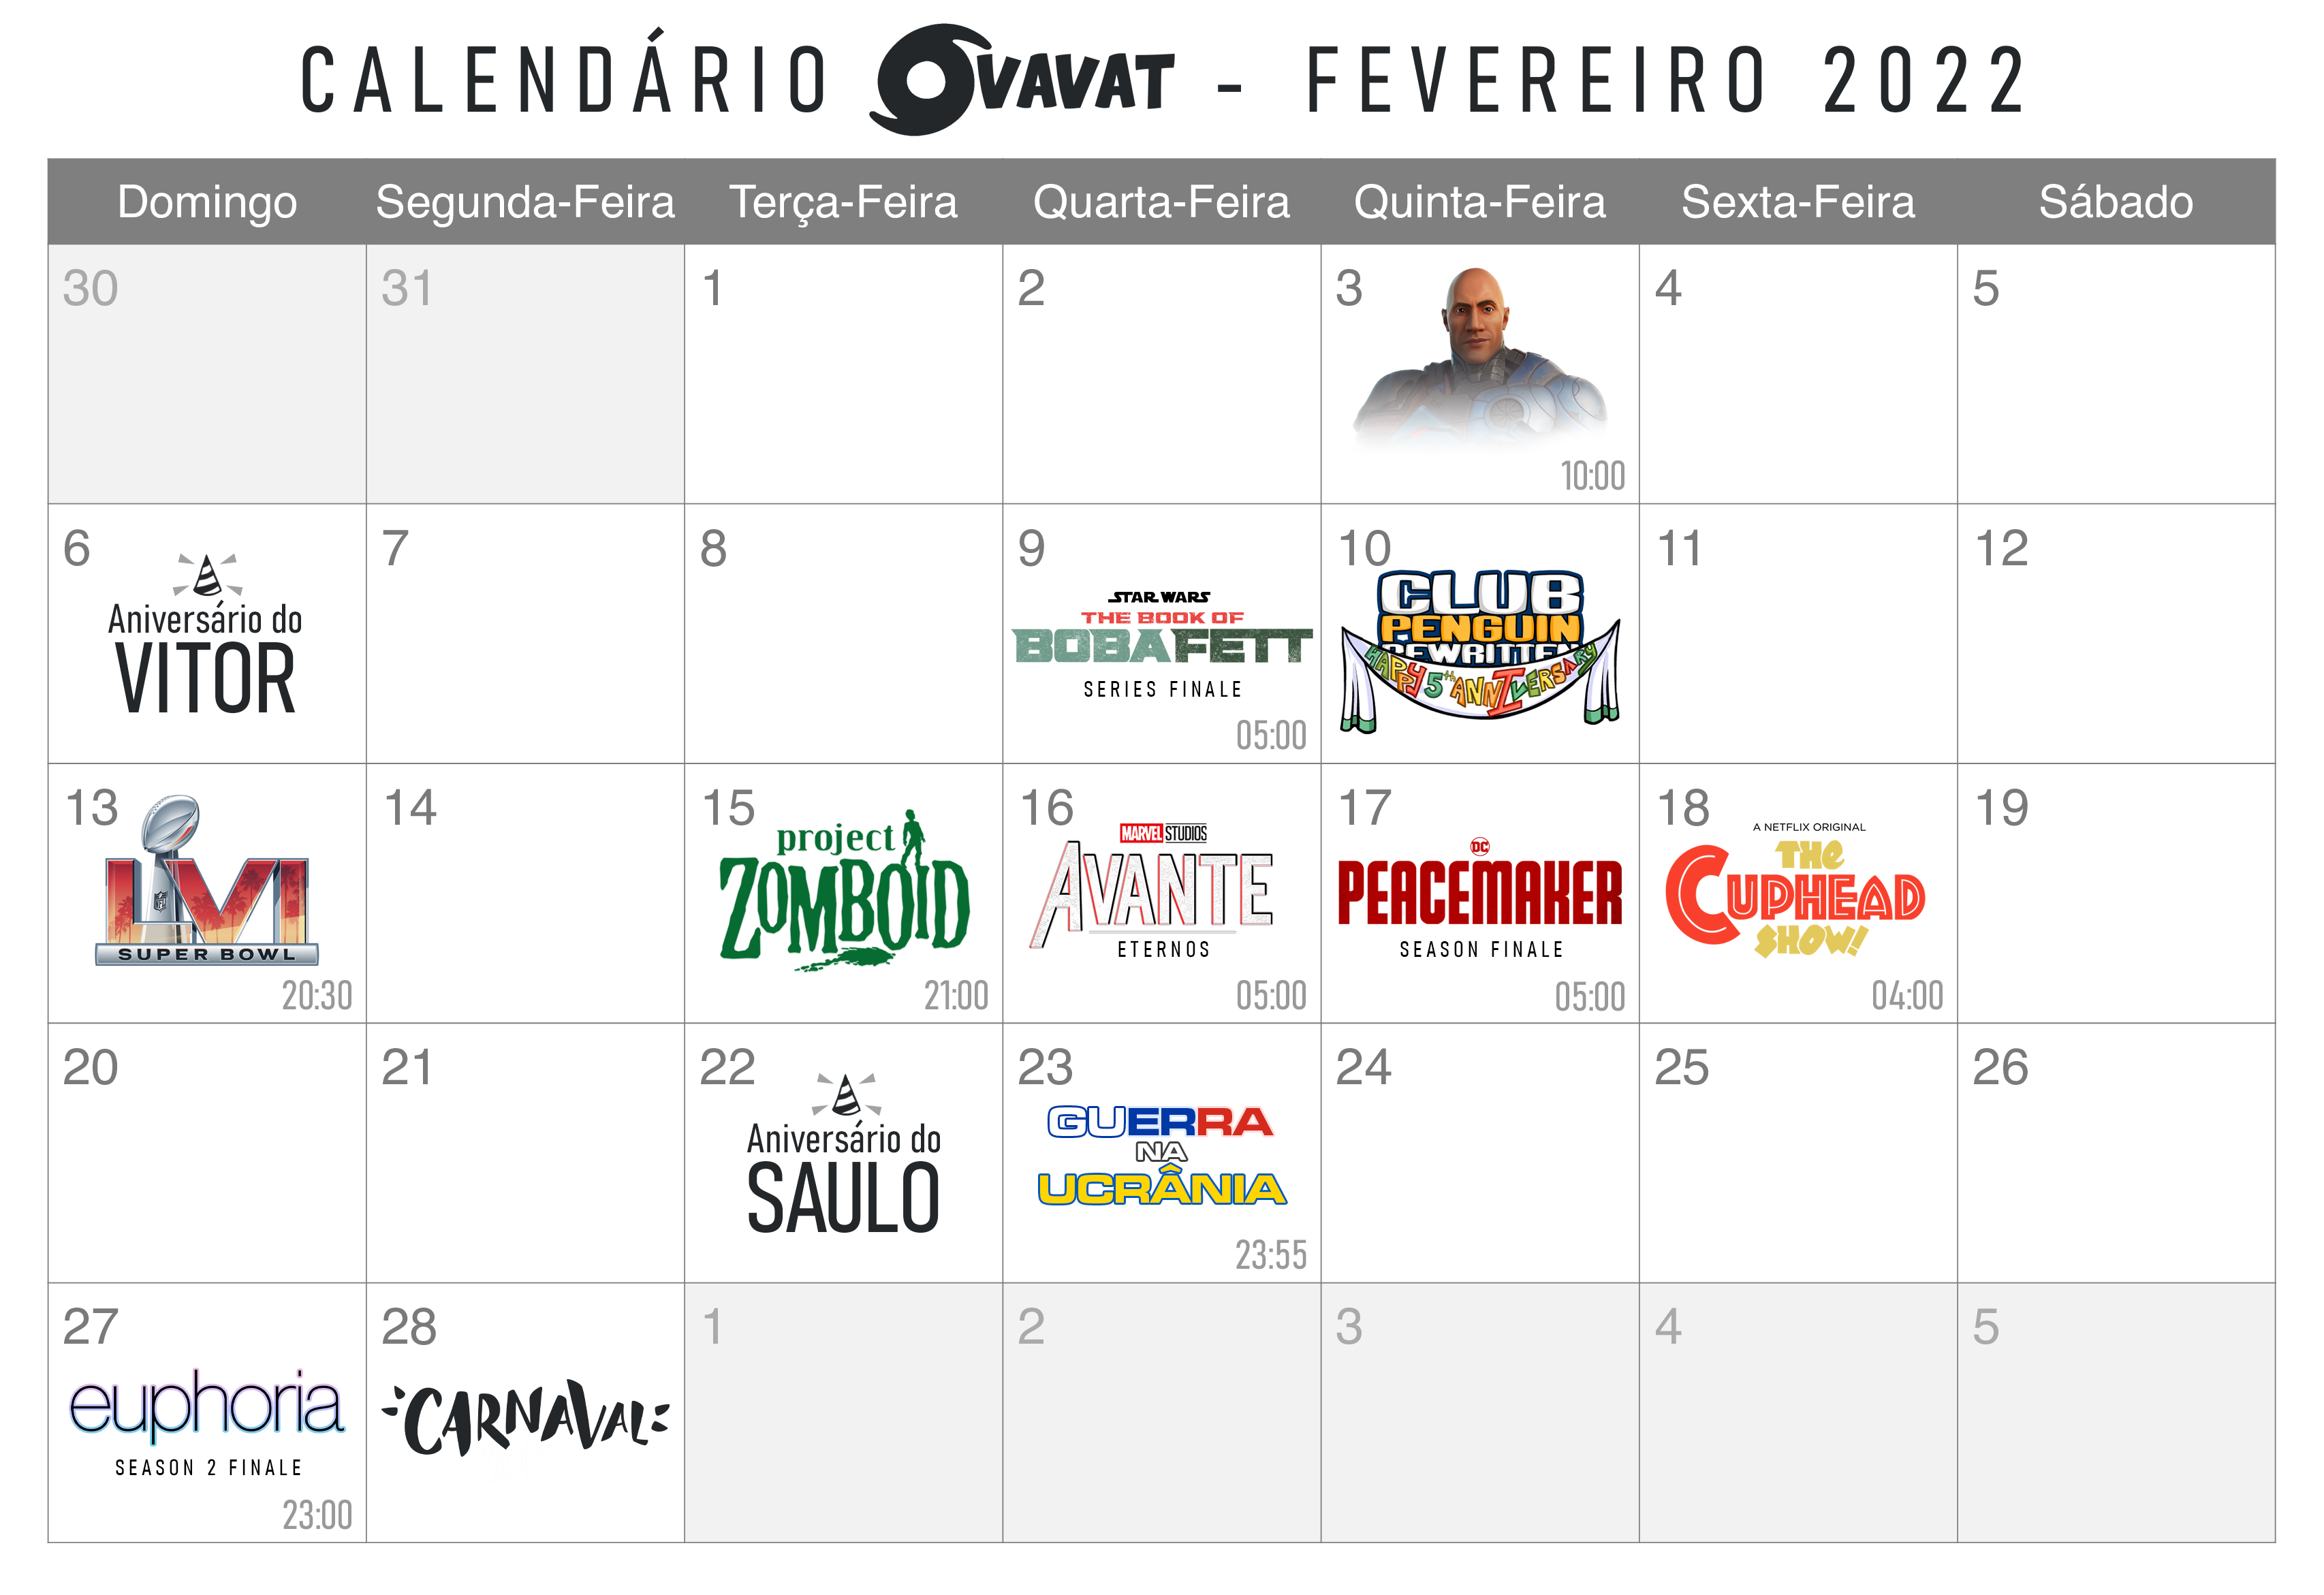 CALENDÁRIO OVAVAT - FEVEREIRO 2022
Domingo Segunda-Feira Terça-Feira Quarta-Feira Quinta-Feira Sexta-Feira Sábado
30 31 1 2 3 4 5
10:00
6 7 8 9 10 11 12
Aniversário do
VITOR
STAR WARS
THE BOOK OF
BOBA FETT
SERIES FINALE
05:00
CLUB
PENGUIN
REWRITTEN
HAPPY 5th ANNIVERSARY
13 14 15 16 17 18 19
LVI
NFL
SUPER BOWL
20:30
project
ZOMBOID
21:00
MARVEL STUDIOS
AVANTE
ETERNOS
05:00
DC
PEACEMAKER
SEASON FINALE
05:00
A NETFLIX ORIGINAL
THE
CUPHEAD
SHOW!
04:00
20 21 22 23 24 25 26
Aniversário do
SAULO
GUERRA
NA
UCRÂNIA
23:55
27 28 1 2 3 4 5
euphoria
SEASON 2 FINALE
23:00
CARNAVAL